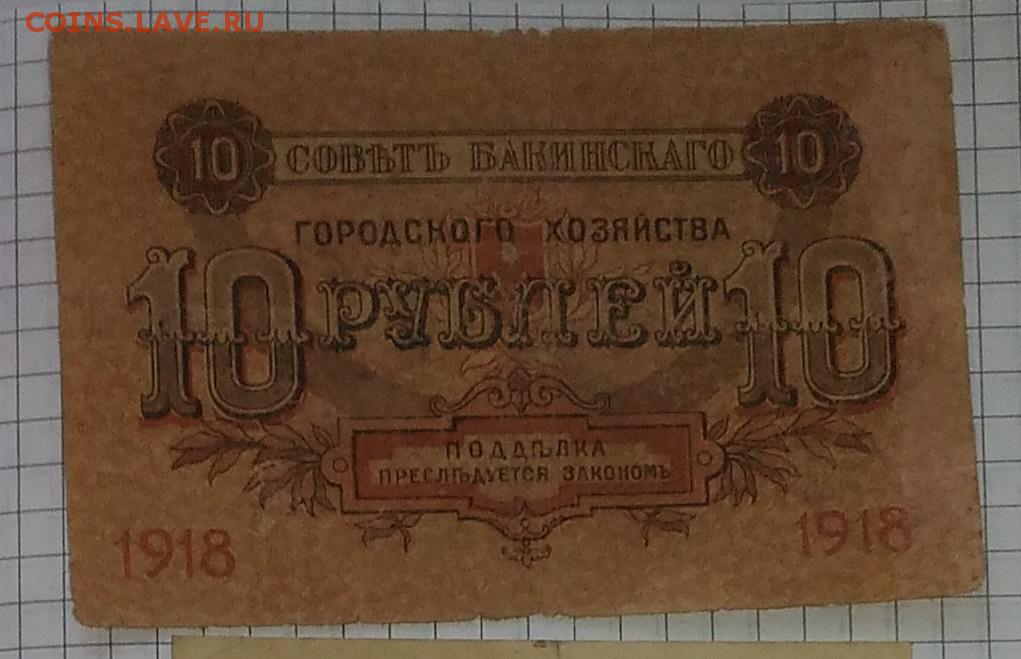 COINS.LAVE.RU
10 СОВѢТЪ БАКИНСКАГО 10
ГОРОДСКОГО ХОЗЯЙСТВА
10 РУБЛЕЙ 10
ПОДДѢЛКА
ПРЕСЛѢДУЕТСЯ ЗАКОНОМЪ
1918 1918